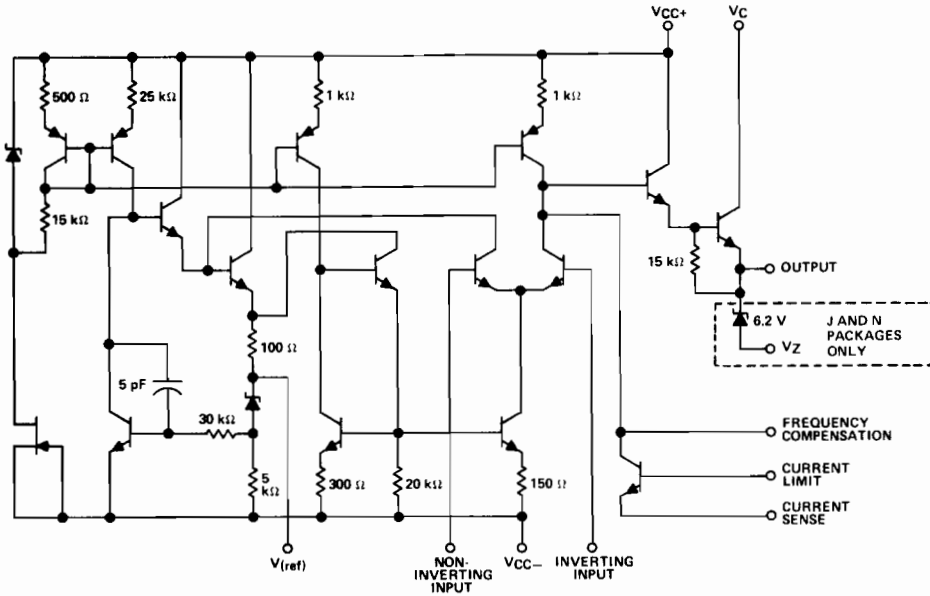 VCC+
VC
500 Ω
25 kΩ
1 kΩ
1 kΩ
15 kΩ
15 kΩ
OUTPUT
6.2 V
J AND N
PACKAGES
ONLY
VZ
100 Ω
5 pF
30 kΩ
FREQUENCY
COMPENSATION
5
kΩ
300 Ω
20 kΩ
150 Ω
CURRENT
LIMIT
CURRENT
SENSE
V(ref)
NON-
INVERTING
INPUT
VCC–
INVERTING
INPUT